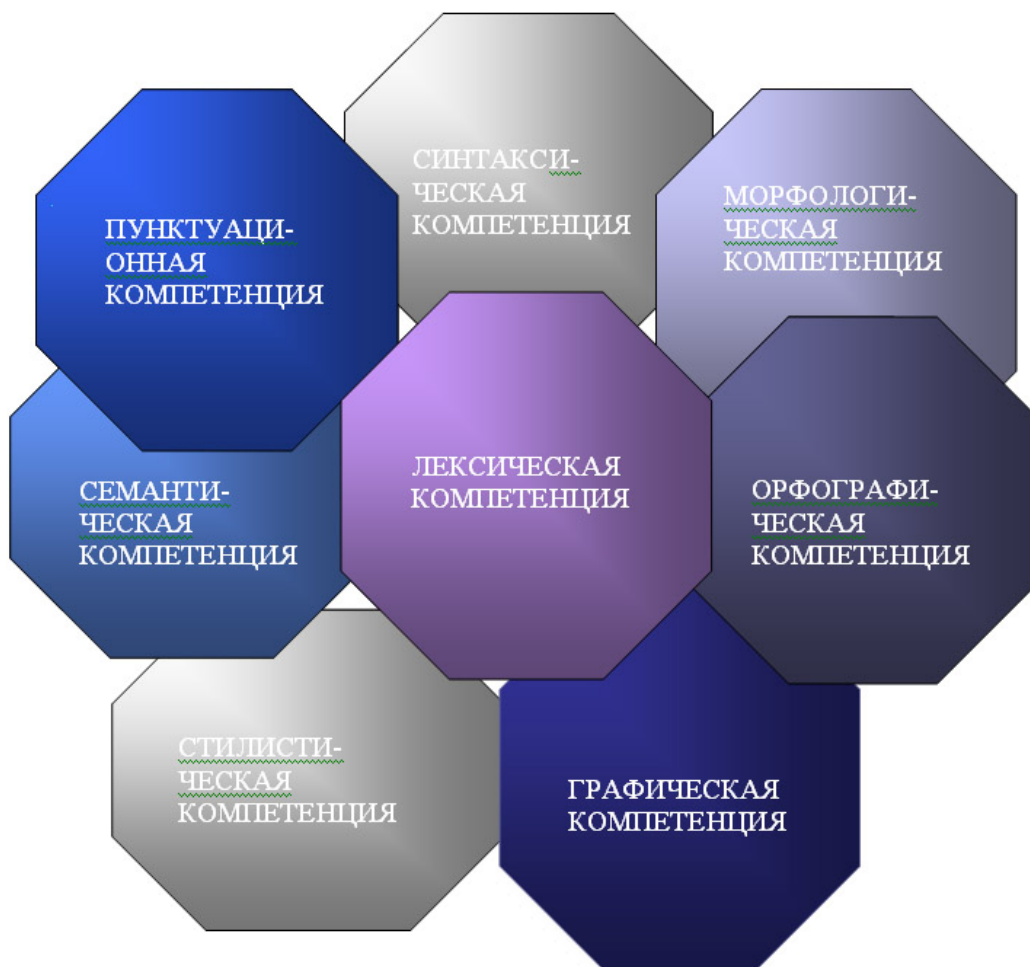 СИНТАКСИ-
ЧЕСКАЯ
КОМПЕТЕНЦИЯ
ПУНКТУАЦИ-
ОННАЯ
КОМПЕТЕНЦИЯ
МОРФОЛОГИ-
ЧЕСКАЯ
КОМПЕТЕНЦИЯ
СЕМАНТИ-
ЧЕСКАЯ
КОМПЕТЕНЦИЯ
ЛЕКСИЧЕСКАЯ
КОМПЕТЕНЦИЯ
ОРФОГРАФИ-
ЧЕСКАЯ
КОМПЕТЕНЦИЯ
СТИЛИСТИ-
ЧЕСКАЯ
КОМПЕТЕНЦИЯ
ГРАФИЧЕСКАЯ
КОМПЕТЕНЦИЯ